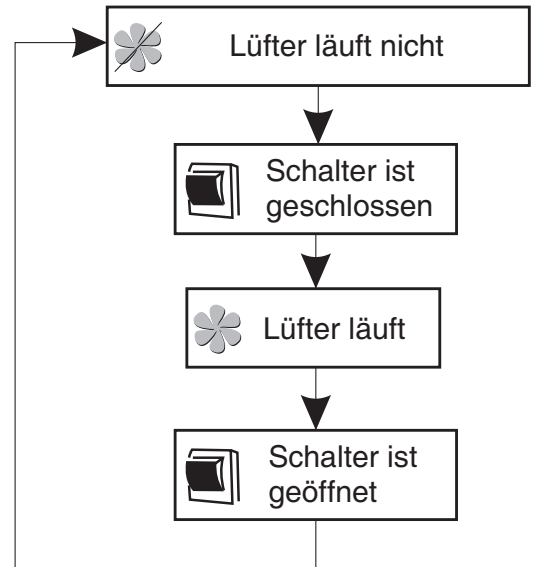 Lüfter läuft nicht
Schalter ist
geschlossen
Lüfter läuft
Schalter ist
geöffnet